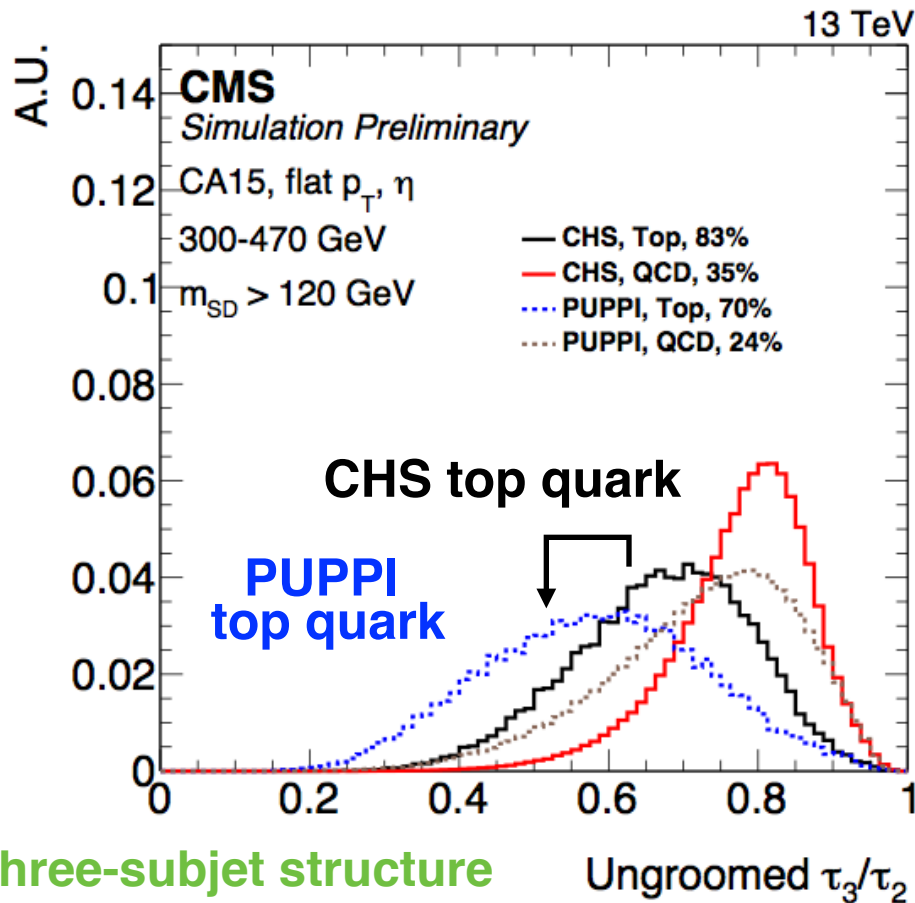 13 TeV
A.U.
CMS
Simulation Preliminary
CA15, flat p_T, η
300-470 GeV
m_SD > 120 GeV
CHS, Top, 83%
CHS, QCD, 35%
PUPPI, Top, 70%
PUPPI, QCD, 24%
CHS top quark
PUPPI
top quark
0.14
0.12
0.1
0.08
0.06
0.04
0.02
0
0 0.2 0.4 0.6 0.8 1
hree-subjet structure
Ungroomed τ_3/τ_2